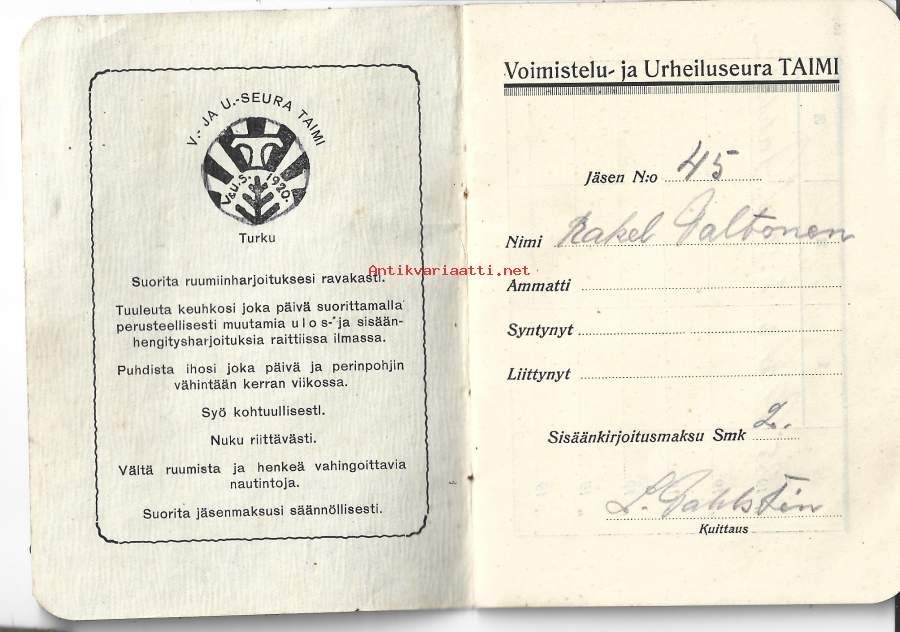 V.- JA U.-SEURA TAIMI
V&U.S. 1920.
Turku
Suorita ruumiinharjoituksesi ravakasti.
Tuuleuta keuhkosi joka päivä suorittamalla
perusteellisesti muutamia ulos- ja sisään-
hengitysharjoituksia raittiissa ilmassa.
Puhdista ihosi joka päivä ja perinpohjin
vähintään kerran viikossa.
Syö kohtuullisesti.
Nuku riittävästi.
Vältä ruumista ja henkeä vahingoittavia
nautintoja.
Suorita jäsenmaksusi säännöllisesti.
Antikvariaatti.net
Voimistelu- ja Urheiluseura TAIMI
Jäsen N:o 45
Nimi Rakel Valtonen
Ammatti
Syntynyt
Liittynyt
Sisäänkirjoitusmaksu Smk 2.
Kuittaus